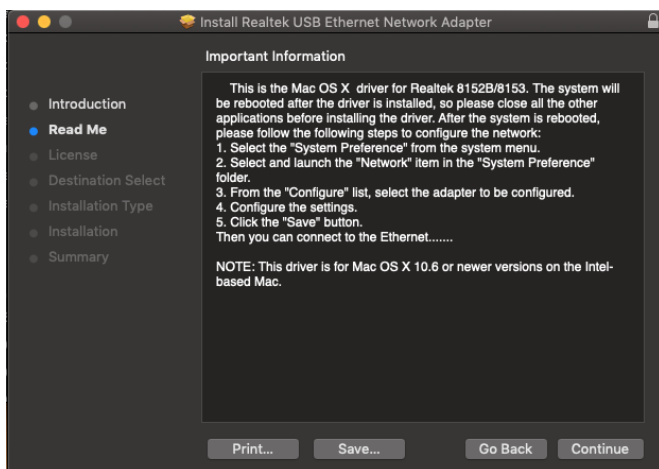 Install Realtek USB Ethernet Network Adapter
Important Information
Introduction
Read Me
License
Destination Select
Installation Type
Installation
Summary
This is the Mac OS X driver for Realtek 8152B/8153. The system will
be rebooted after the driver is installed, so please close all the other
applications before installing the driver. After the system is rebooted,
please follow the following steps to configure the network:
1. Select the "System Preference" from the system menu.
2. Select and launch the "Network" item in the "System Preference"
folder.
3. From the "Configure" list, select the adapter to be configured.
4. Configure the settings.
5. Click the "Save" button.
Then you can connect to the Ethernet.......
NOTE: This driver is for Mac OS X 10.6 or newer versions on the Intel-
based Mac.
Print... Save... Go Back Continue